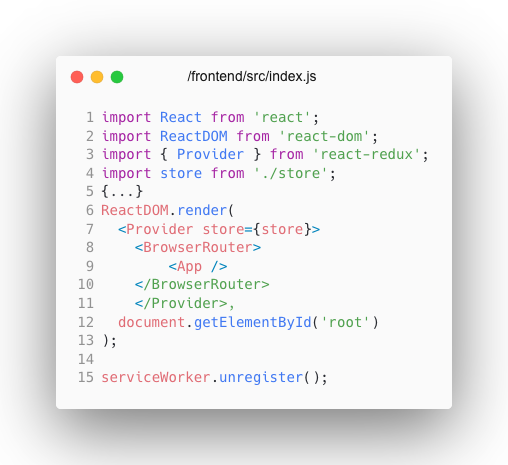 /frontend/src/index.js
1 import React from 'react';
2 import ReactDOM from 'react-dom';
3 import { Provider } from 'react-redux';
4 import store from './store';
5 {...}
6 ReactDOM.render(
7   <Provider store={store}>
8     <BrowserRouter>
9         <App />
10     </BrowserRouter>
11     </Provider>,
12   document.getElementById('root')
13 );
14
15 serviceWorker.unregister();